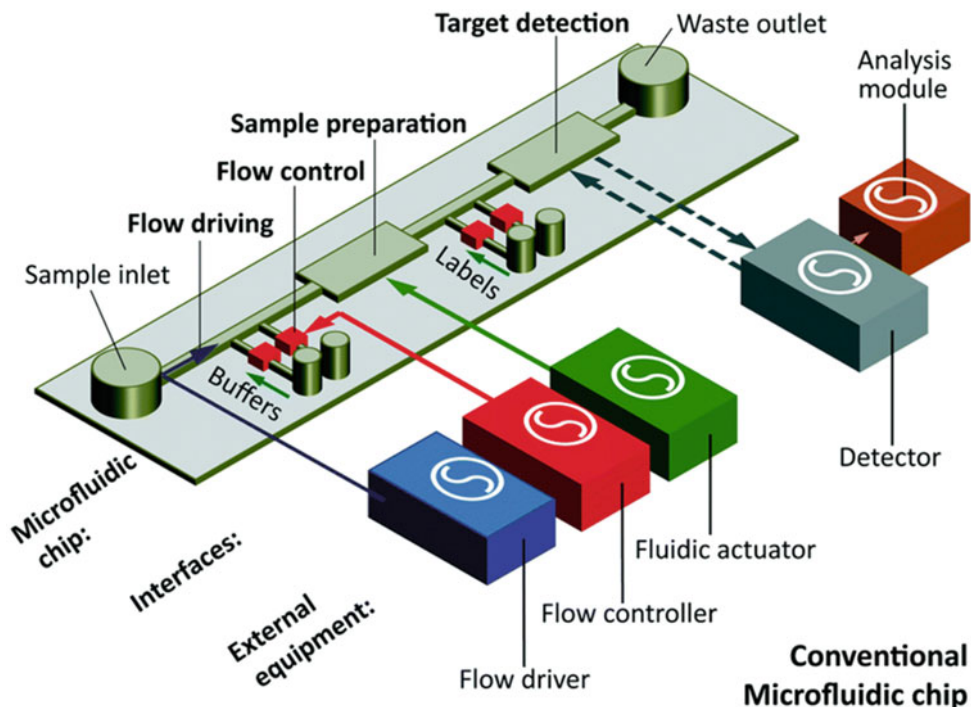 Target detection
Waste outlet
Analysis
module
Sample preparation
Flow control
Flow driving
Sample inlet
Labels
Buffers
Detector
Microfluidic
chip:
Interfaces:
External
equipment:
Fluidic actuator
Flow controller
Flow driver
Conventional
Microfluidic chip
S
S
S
S
S